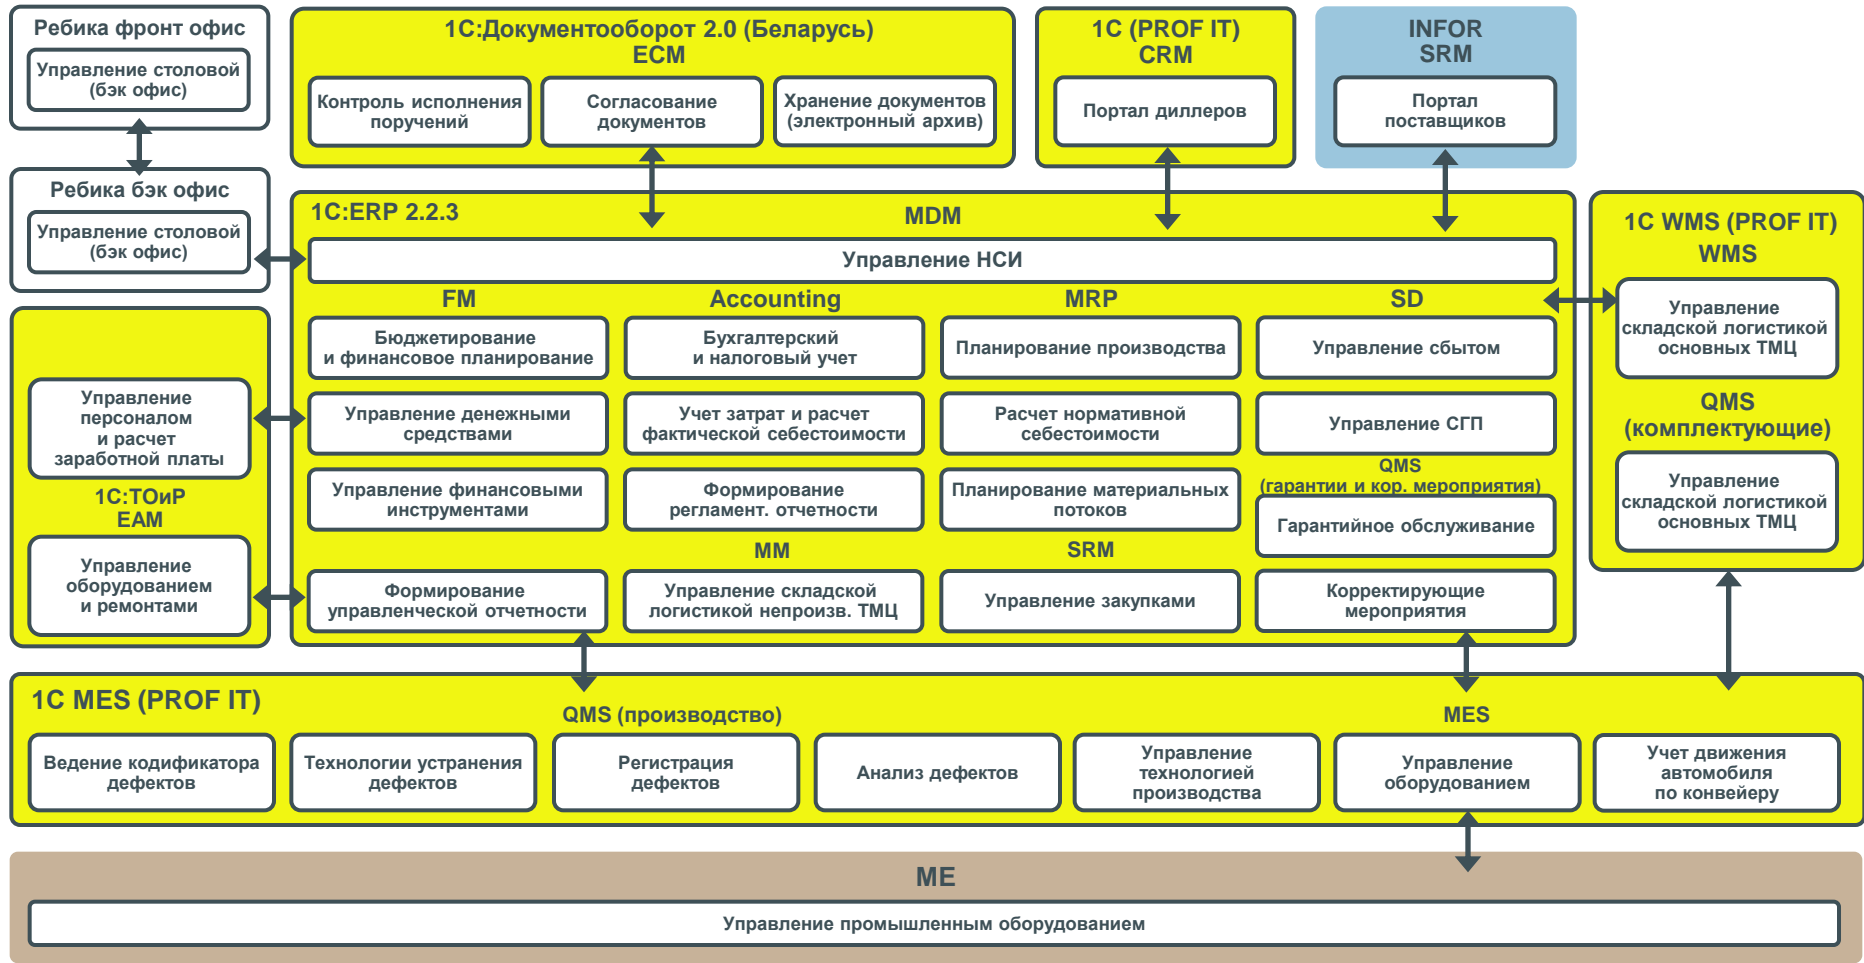 Ребика фронт офис
Управление столовой
(бэк офис)
1С:Документооборот 2.0 (Беларусь)
ECM
Контроль исполнения
поручений
Согласование
документов
Хранение документов
(электронный архив)
1С (PROF IT)
CRM
Портал диллеров
INFOR
SRM
Портал
поставщиков
Ребика бэк офис
Управление столовой
(бэк офис)
1С:ERP 2.2.3
MDM
Управление НСИ
FM
Бюджетирование
и финансовое планирование
Управление денежными
средствами
Управление финансовыми
инструментами
Формирование
управленческой отчетности
Accounting
Бухгалтерский
и налоговый учет
Учет затрат и расчет
фактической себестоимости
Формирование
регламент. отчетности
MM
Управление складской
логистикой непроизв. ТМЦ
MRP
Планирование производства
Расчет нормативной
себестоимости
Планирование материальных
потоков
SRM
Управление закупками
SD
Управление сбытом
Управление СГП
QMS
(гарантии и кор. мероприятия)
Гарантийное обслуживание
Корректирующие
мероприятия
1С WMS (PROF IT)
WMS
Управление
складской логистикой
основных ТМЦ
QMS
(комплектующие)
Управление
складской логистикой
основных ТМЦ
Управление
персоналом
и расчет
заработной платы
1С:ТОиР
EAM
Управление
оборудованием
и ремонтами
1С MES (PROF IT)
QMS (производство)
MES
Ведение кодификатора
дефектов
Технологии устранения
дефектов
Регистрация
дефектов
Анализ дефектов
Управление
технологией
производства
Управление
оборудованием
Учет движения
автомобиля
по конвейеру
ME
Управление промышленным оборудованием